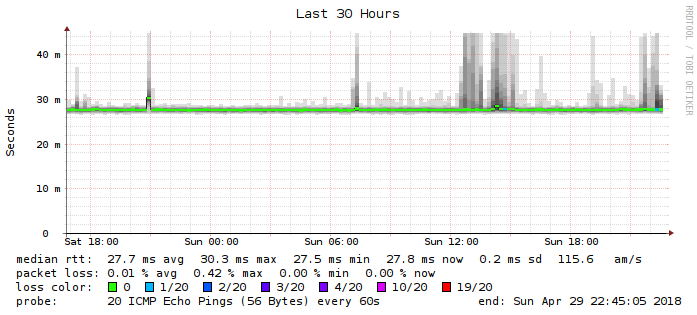 Last 30 Hours
RRDTOOL / TOBI OETIKER
Seconds
40 m
30 m
20 m
10 m
0
Sat 18:00 Sun 00:00 Sun 06:00 Sun 12:00 Sun 18:00
median rtt: 27.7 ms avg 30.3 ms max 27.5 ms min 27.8 ms now 0.2 ms sd 115.6 am/s
packet loss: 0.01 % avg 0.42 % max 0.00 % min 0.00 % now
loss color: 0 1/20 2/20 3/20 4/20 10/20 19/20
probe: 20 ICMP Echo Pings (56 Bytes) every 60s end: Sun Apr 29 22:45:05 2018